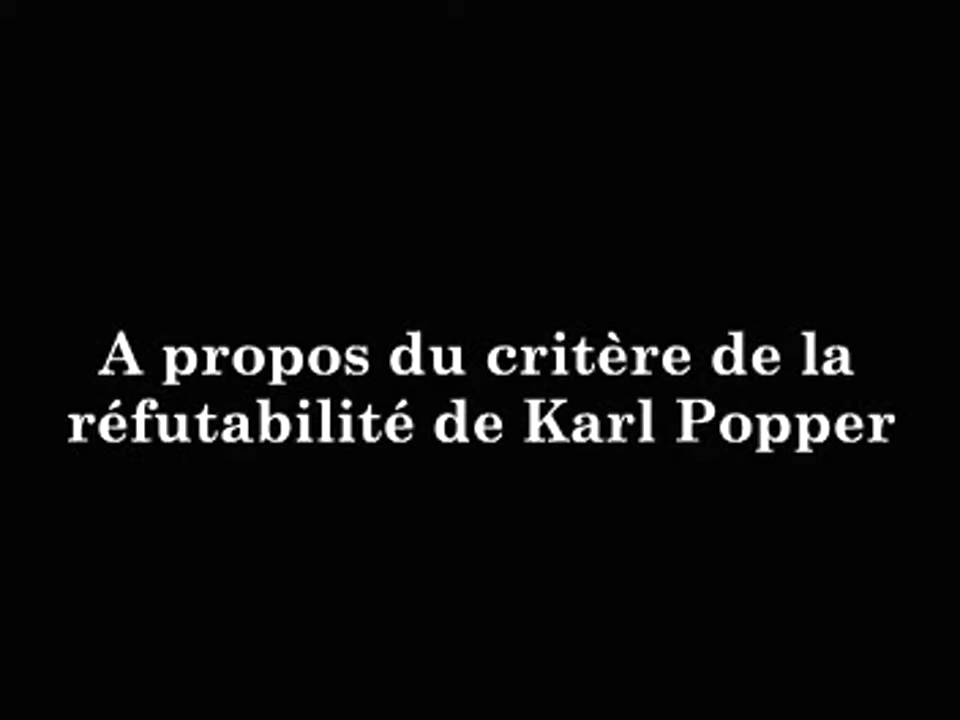 A propos du critère de la
réfutabilité de Karl Popper